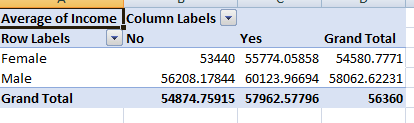 Average of Income Column Labels
Row Labels No Yes Grand Total
Female 53440 55774.05858 54580.7771
Male 56208.17844 60123.96694 58062.62231
Grand Total 54874.75915 57962.57796 56360